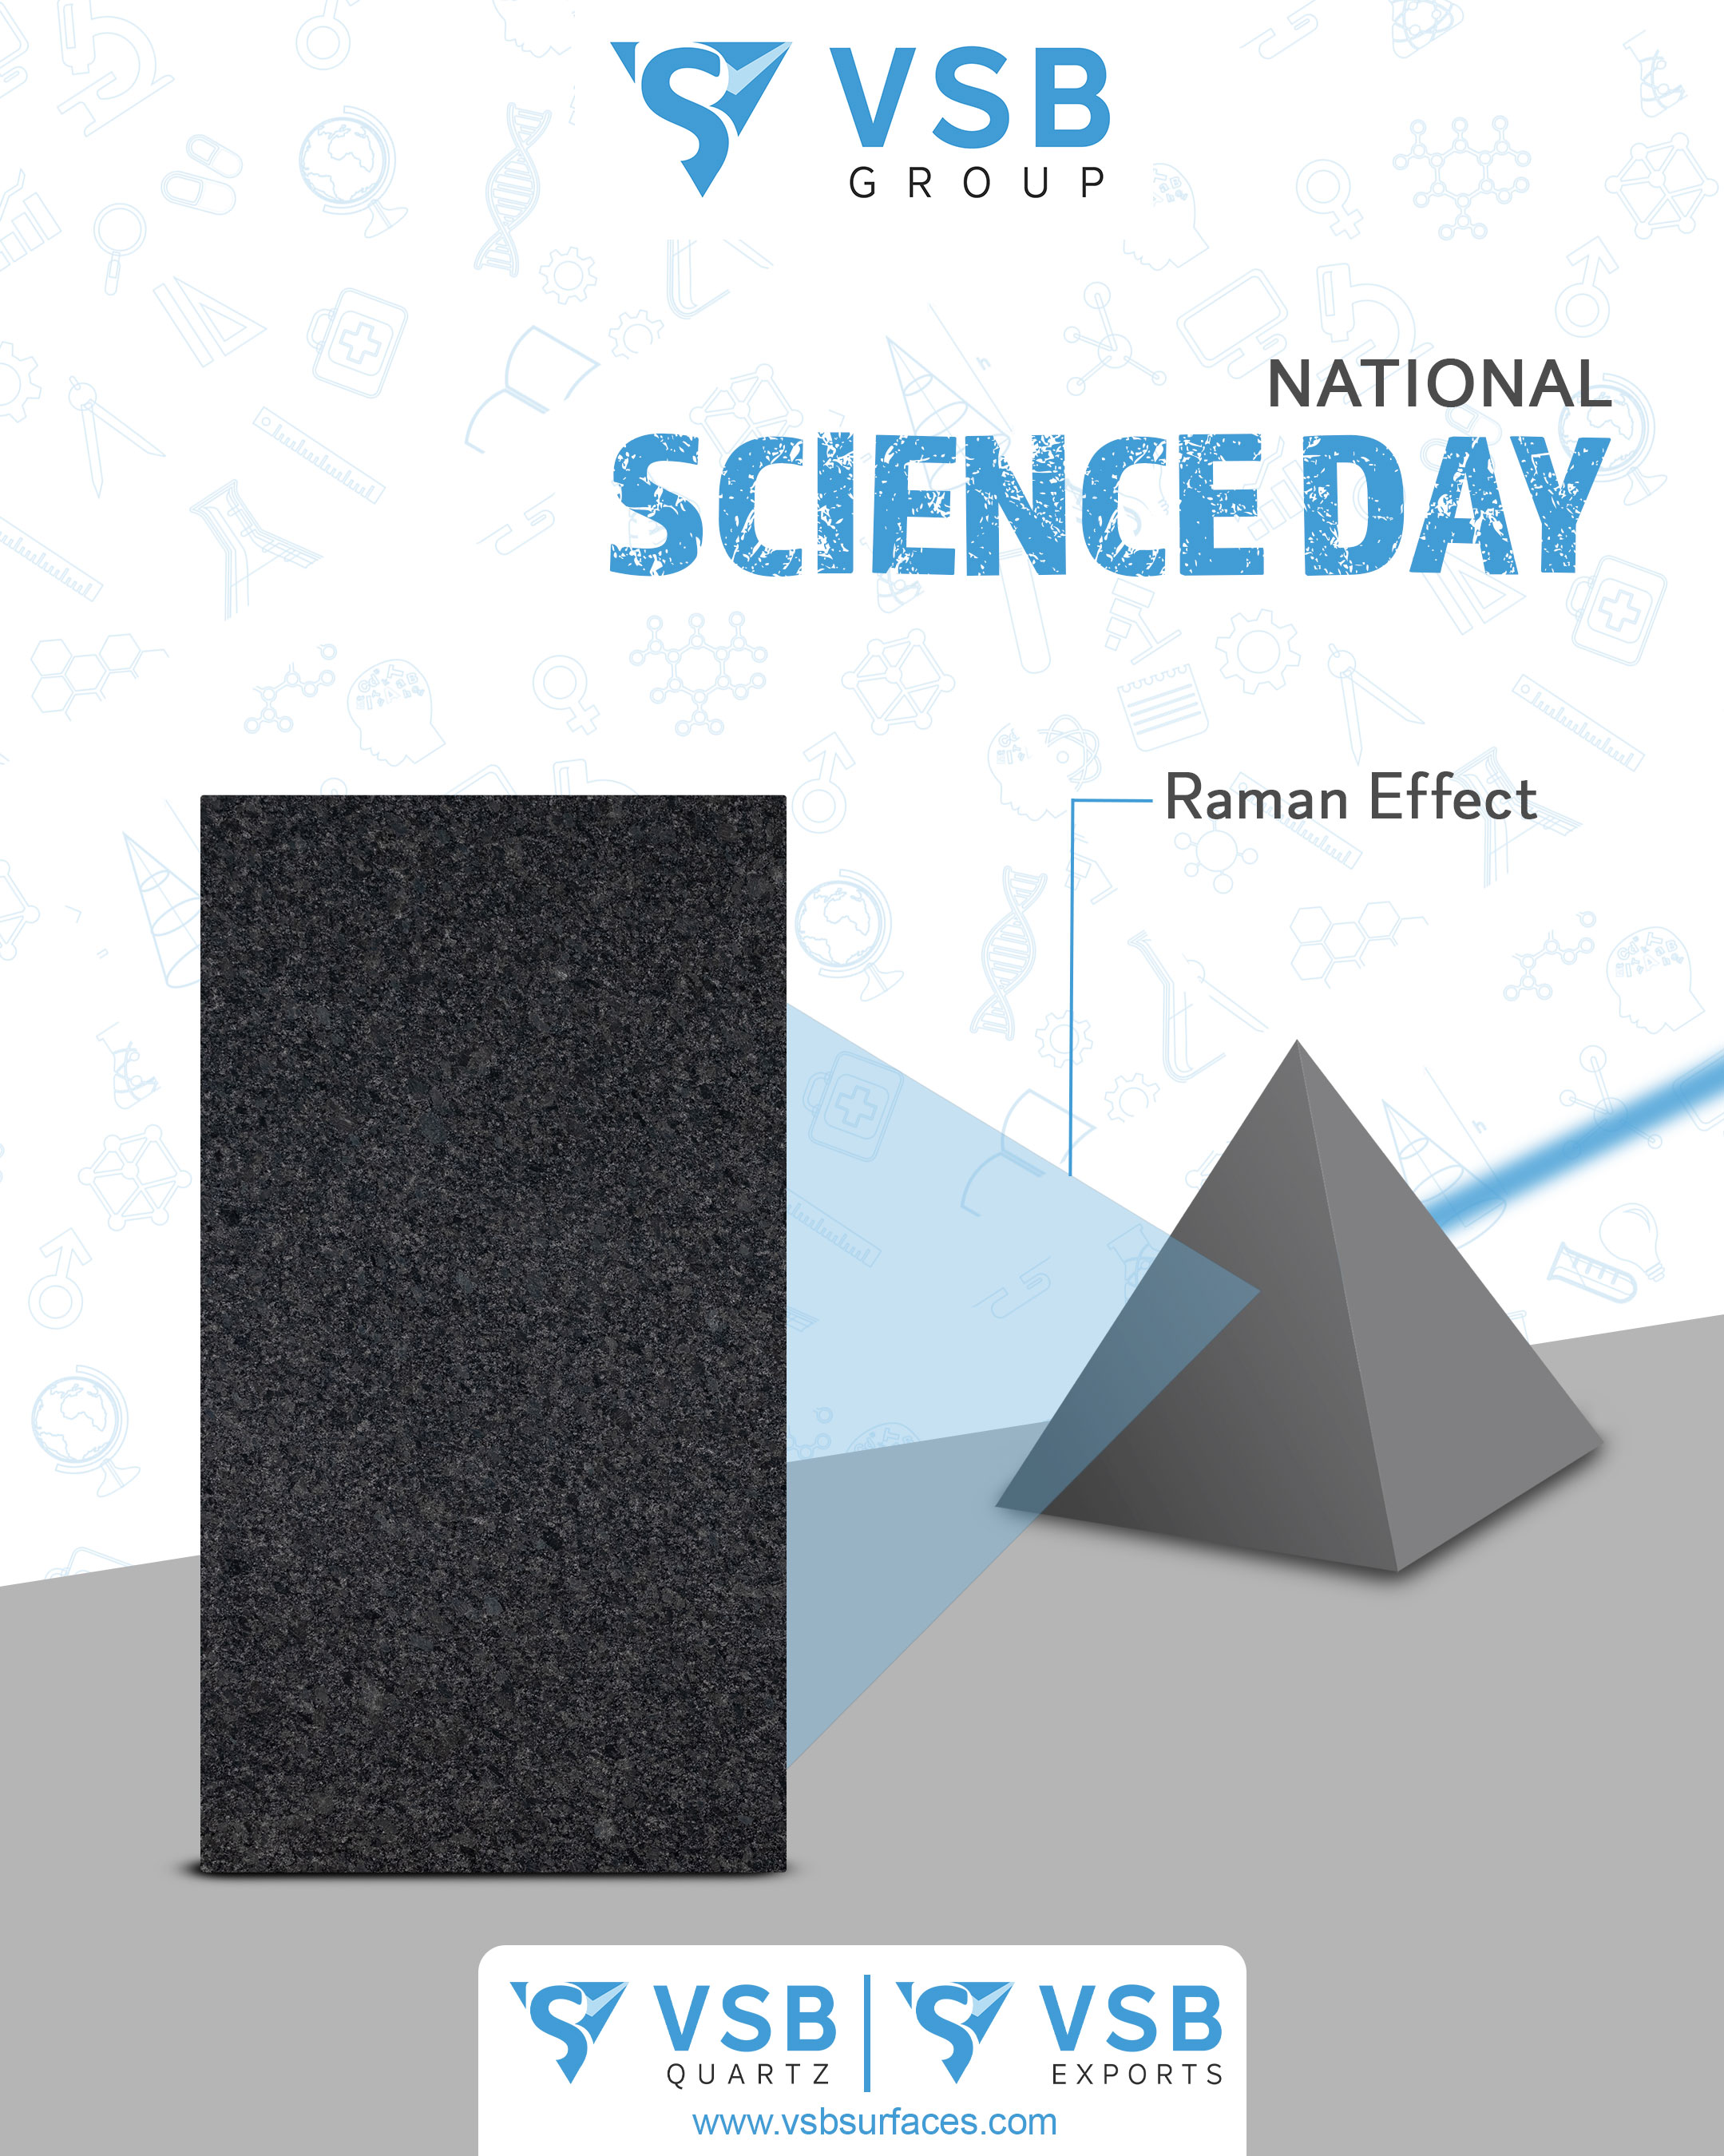 VSB
GROUP
NATIONAL
SCIENCE DAY
Raman Effect
VSB
QUARTZ
VSB
EXPORTS
www.vsbsurfaces.com